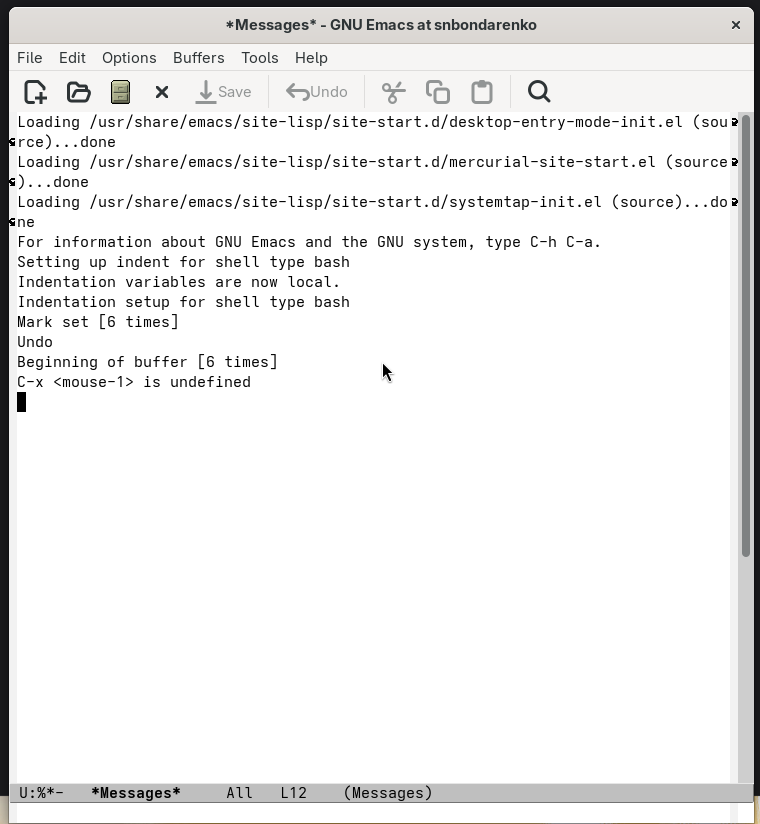 *Messages* - GNU Emacs at snbondarenko
File Edit Options Buffers Tools Help
Save Undo
Loading /usr/share/emacs/site-lisp/site-start.d/desktop-entry-mode-init.el (sou
rce)...done
Loading /usr/share/emacs/site-lisp/site-start.d/mercurial-site-start.el (source
)...done
Loading /usr/share/emacs/site-lisp/site-start.d/systemtap-init.el (source)...do
ne
For information about GNU Emacs and the GNU system, type C-h C-a.
Setting up indent for shell type bash
Indentation variables are now local.
Indentation setup for shell type bash
Mark set [6 times]
Undo
Beginning of buffer [6 times]
C-x <mouse-1> is undefined
U:%*- *Messages* All L12 (Messages)